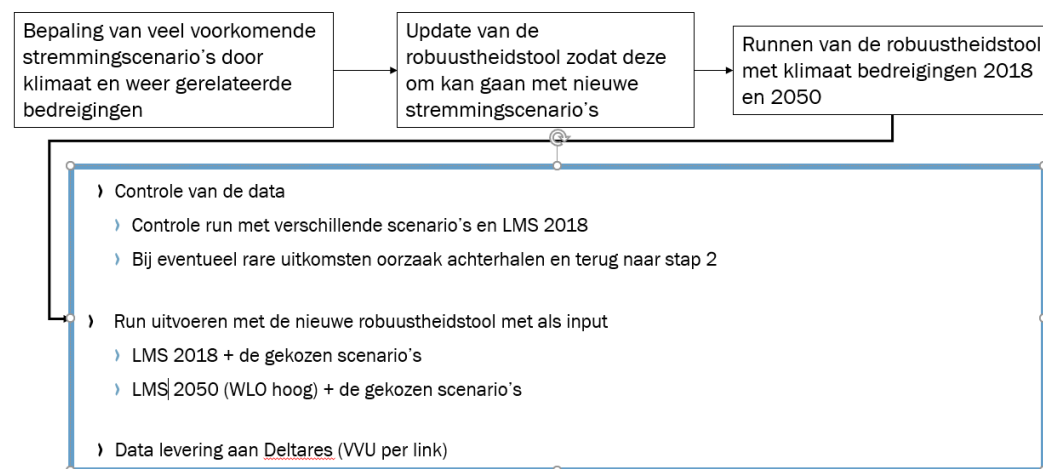 Bepaling van veel voorkomende
stremmingscenario's door
klimaat en weer gerelateerde
bedreigingen
Update van de
robuustheidstool zodat deze
om kan gaan met nieuwe
stremmingscenario's
Runnen van de robuustheidstool
met klimaat bedreigingen 2018
en 2050
Controle van de data
Controle run met verschillende scenario's en LMS 2018
Bij eventueel rare uitkomsten oorzaak achterhalen en terug naar stap 2
Run uitvoeren met de nieuwe robuustheidstool met als input
LMS 2018 + de gekozen scenario's
LMS 2050 (WLO hoog) + de gekozen scenario's
Data levering aan Deltares (VVU per link)